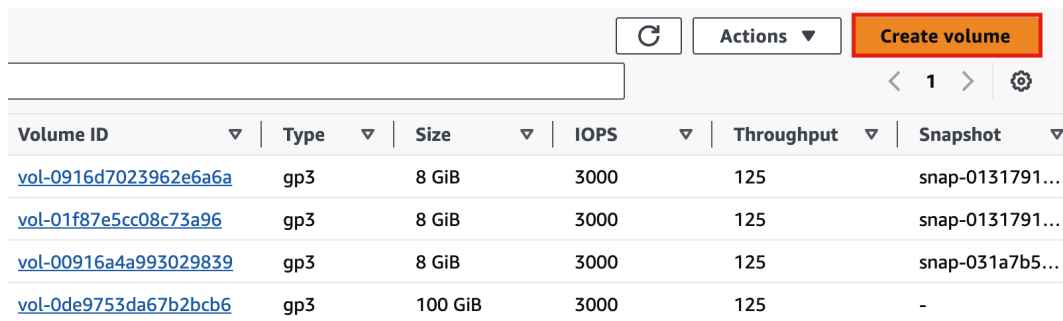 Actions Create volume
1
Volume ID Type Size IOPS Throughput Snapshot
vol-0916d7023962e6a6a gp3 8 GiB 3000 125 snap-0131791...
vol-01f87e5cc08c73a96 gp3 8 GiB 3000 125 snap-0131791...
vol-00916a4a993029839 gp3 8 GiB 3000 125 snap-031a7b5...
vol-0de9753da67b2bcb6 gp3 100 GiB 3000 125 -